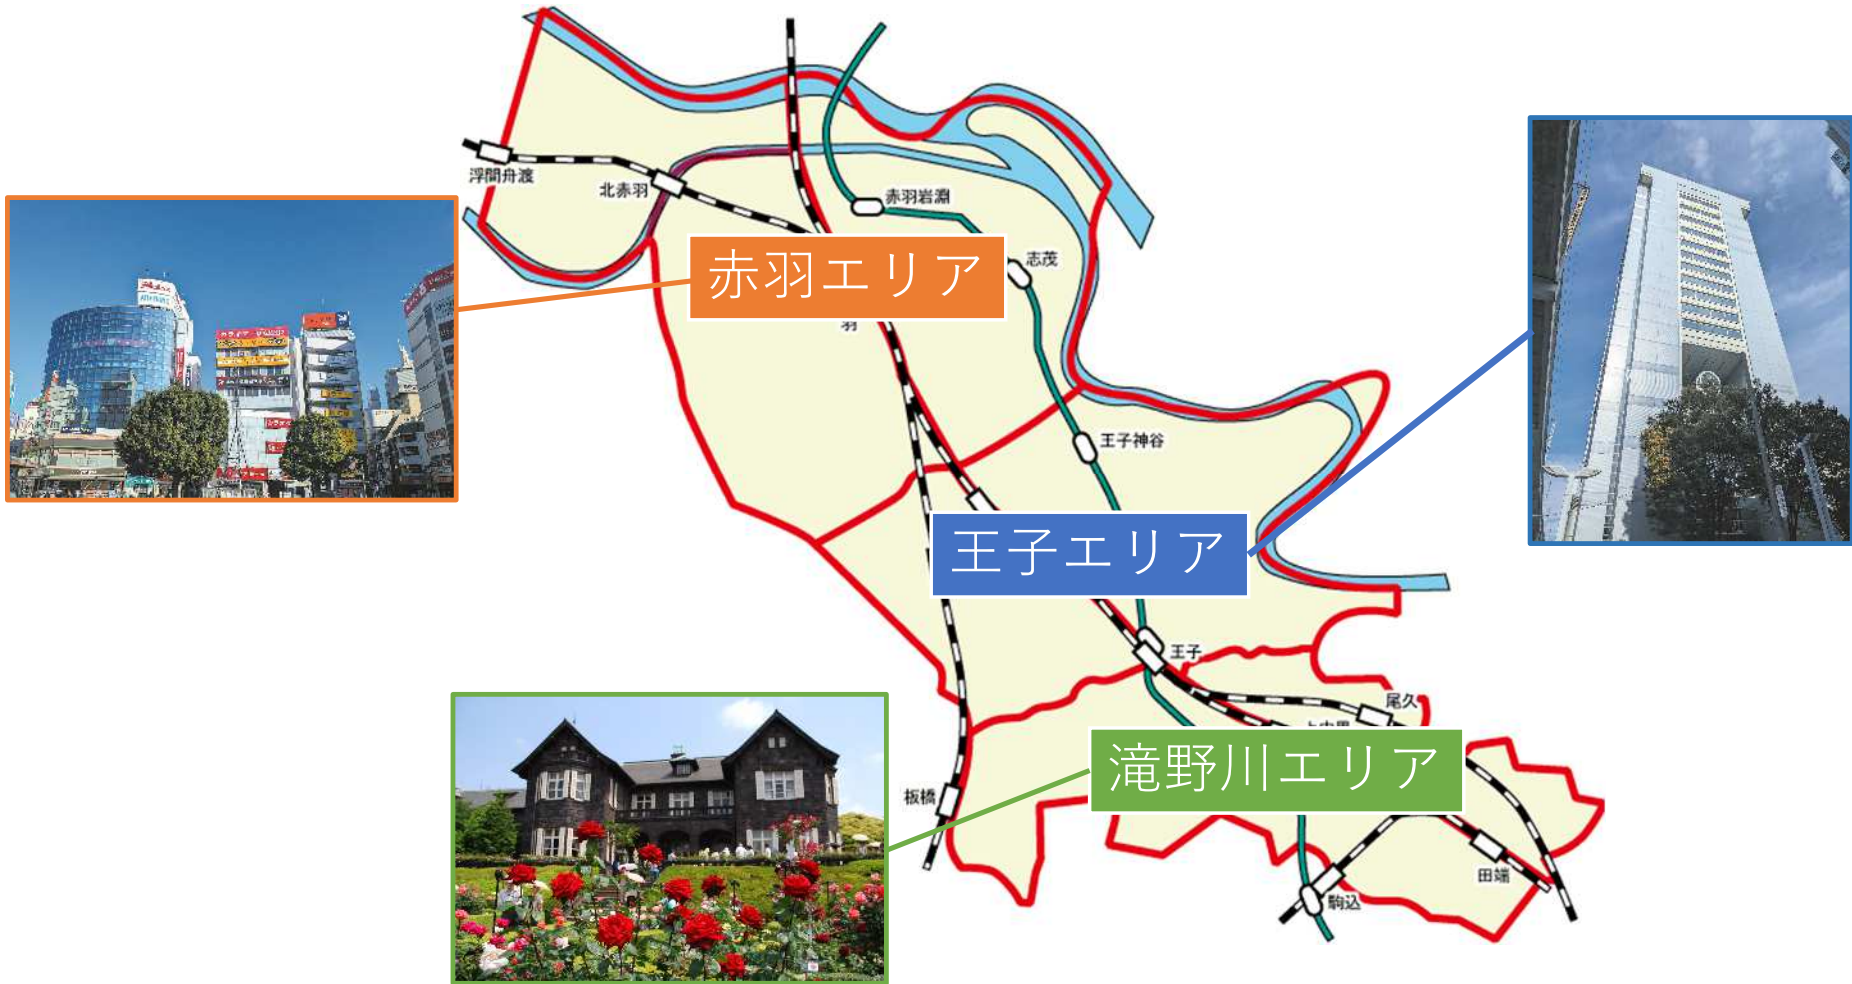 浮間舟渡
北赤羽
赤羽岩淵
赤羽エリア
志茂
羽
王子神谷
王子エリア
王子
尾久
滝野川エリア
板橋
田端
駒込